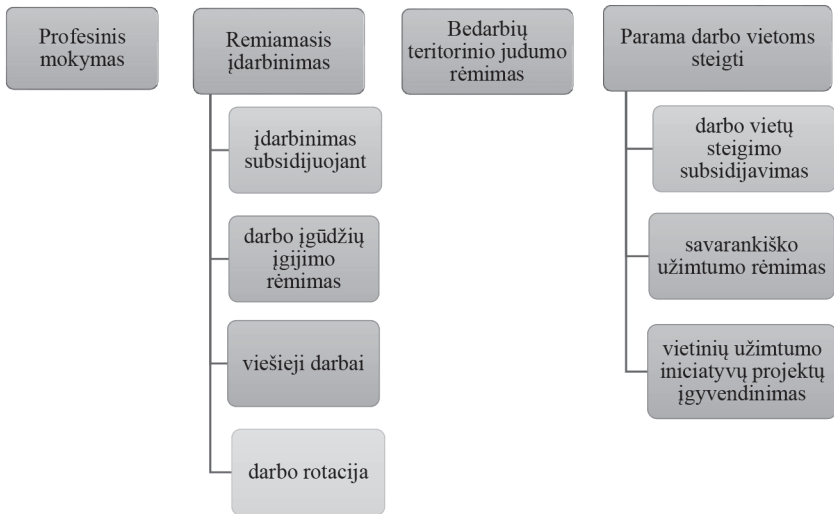 Profesinis
mokymas
Remiamasis
įdarbinimas
įdarbinimas
subsidijuojant
darbo įgūdžių
įgijimo
rėmimas
viešieji darbai
darbo rotacija
Bedarbių
teritorinio judumo
rėmimas
Parama darbo vietoms
steigti
darbo vietų
steigimo
subsidijavimas
savarankiško
užimtumo rėmimas
vietinių užimtumo
iniciatyvų projektų
įgyvendinimas